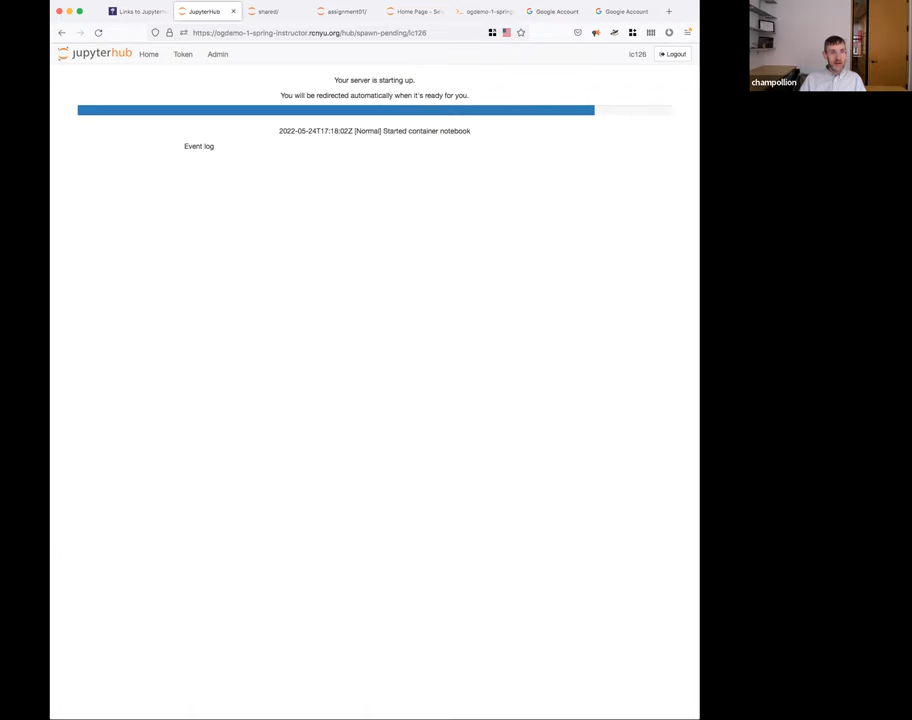 Links to Jupyterh
JupyterHub
shared/
assignment01/
Home Page - Sel
ogdemo-1-spring-
Google Account
Google Account
https://ogdemo-1-spring-instructor.rcnyu.org/hub/spawn-pending/lc126
jupyterhub Home Token Admin lc126 Logout
champollion
Your server is starting up.
You will be redirected automatically when it's ready for you.
2022-05-24T17:18:02Z [Normal] Started container notebook
Event log